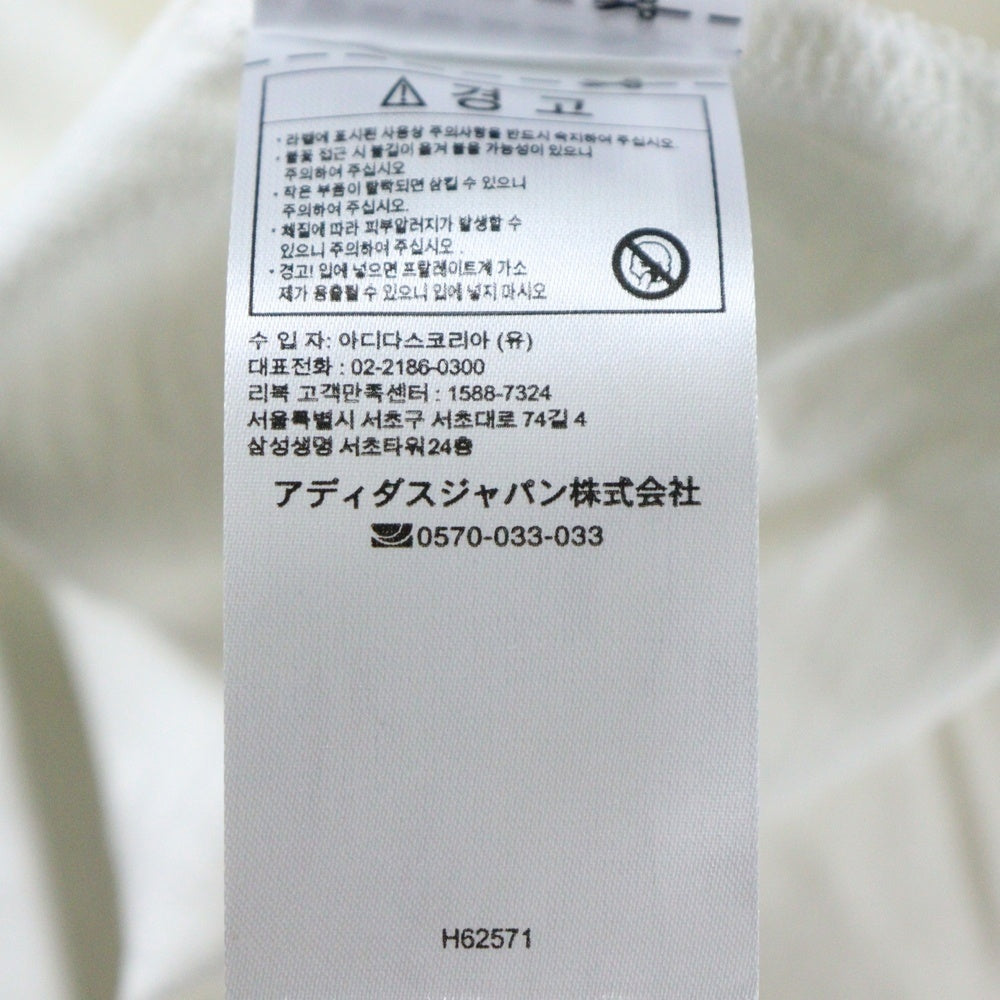 경 고
· 라벨에 표시된 사용상 주의사항을 반드시 숙지하여 주십시오.
· 불꽃 접근 시 불길이 옮겨 붙을 가능성이 있으니
주의하여 주십시오
· 작은 부품이 탈락되면 삼킬 수 있으니
주의하여 주십시오.
· 체질에 따라 피부알러지가 발생할 수
있으니 주의하여 주십시오 .
· 경고! 입에 넣으면 프탈레이트계 가소
제가 용출될 수 있으니 입에 넣지 마시오
수 입 자: 아디다스코리아 (유)
대표전화 : 02-2186-0300
리복 고객만족센터 : 1588-7324
서울특별시 서초구 서초대로 74길 4
삼성생명 서초타워24층
アディダスジャパン株式会社
0570-033-033
H62571